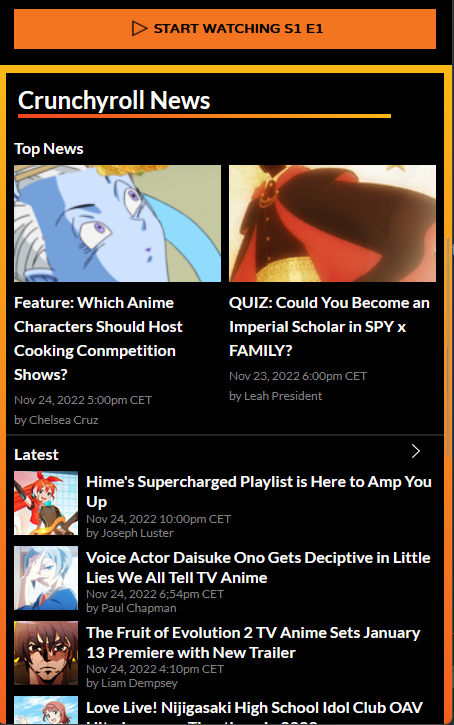 START WATCHING S1 E1
Crunchyroll News
Top News
Feature: Which Anime
Characters Should Host
Cooking Conmpetition
Shows?
Nov 24, 2022 5:00pm CET
by Chelsea Cruz
QUIZ: Could You Become an
Imperial Scholar in SPY x
FAMILY?
Nov 23, 2022 6:00pm CET
by Leah President
Latest
Hime's Supercharged Playlist is Here to Amp You
Up
Nov 24, 2022 10:00pm CET
by Joseph Luster
Voice Actor Daisuke Ono Gets Deciptive in Little
Lies We All Tell TV Anime
Nov 24, 2022 6;54pm CET
by Paul Chapman
The Fruit of Evolution 2 TV Anime Sets January
13 Premiere with New Trailer
Nov 24, 2022 4:10pm CET
by Liam Dempsey
Love Live! Nijigasaki High School Idol Club OAV